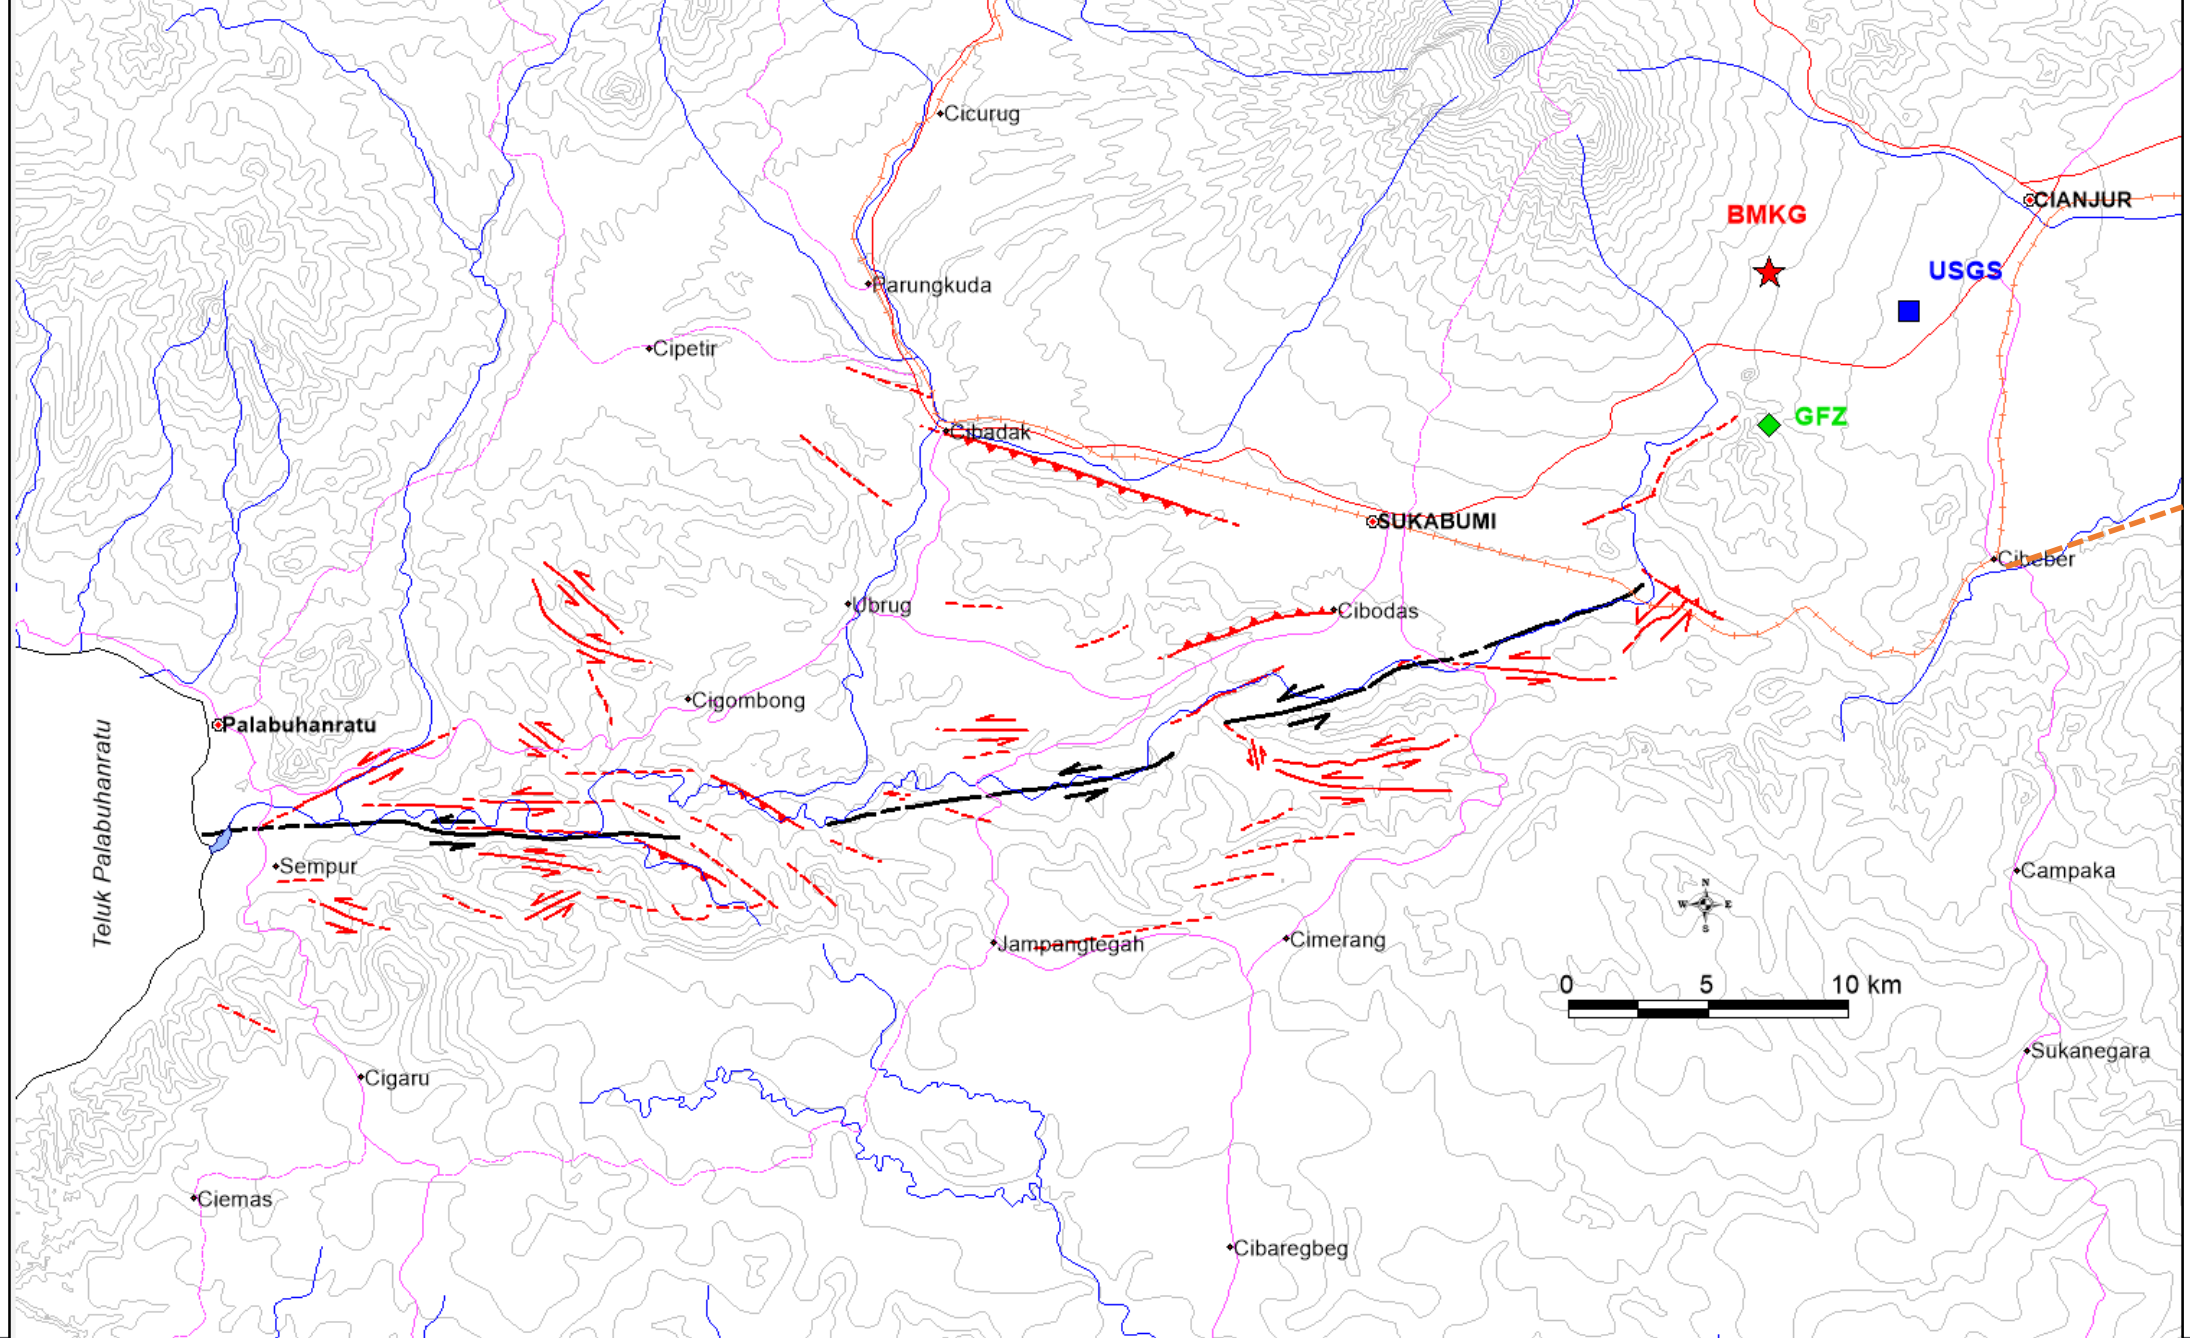 Cicurug
CIANJUR
BMKG
USGS
Parungkuda
Cipetir
GFZ
Cibadak
SUKABUMI
Cibeber
Ubrug
Cibodas
Cigombong
Palabuhanratu
Teluk Palabuhanratu
Sempur
Campaka
N
W
E
S
Jampangtegah
Cimerang
0 5 10 km
Sukanegara
Cigaru
Ciemas
Cibaregbeg